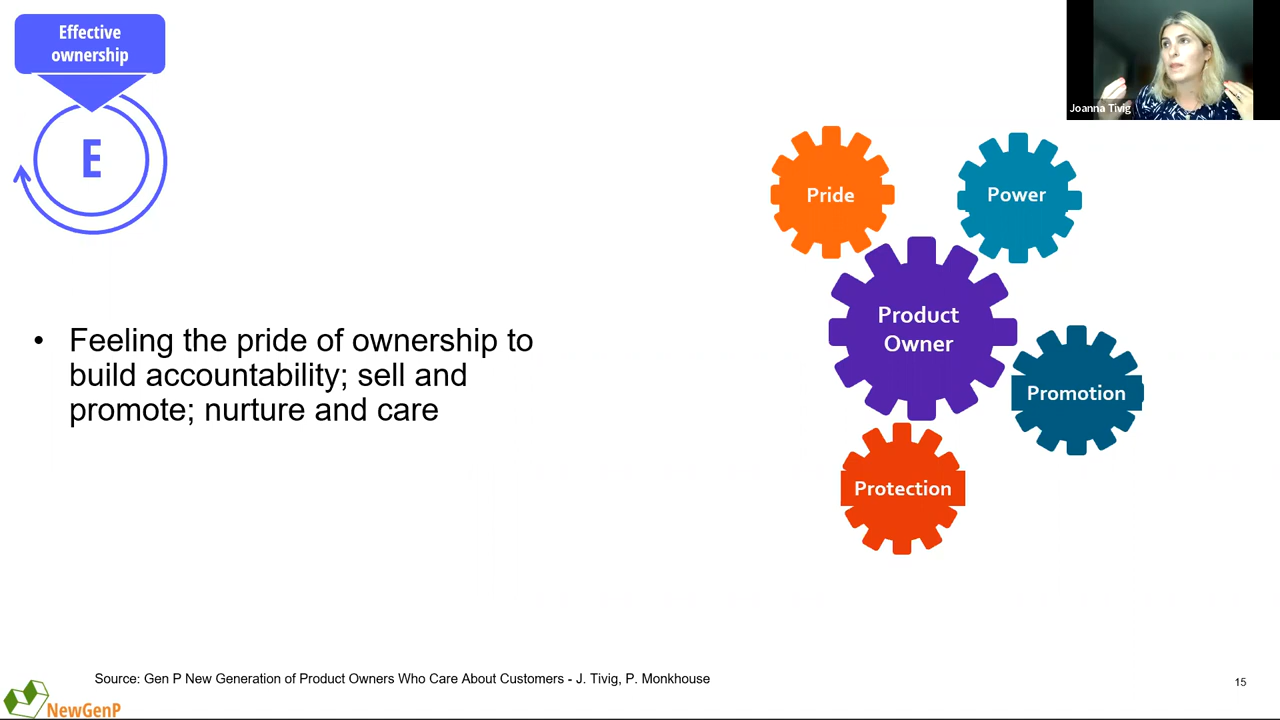 Effective
ownership
E
Joanna Tivig
Pride
Power
Product
Owner
Promotion
Protection
• Feeling the pride of ownership to
build accountability; sell and
promote; nurture and care
Source: Gen P New Generation of Product Owners Who Care About Customers - J. Tivig, P. Monkhouse
15
NewGenP